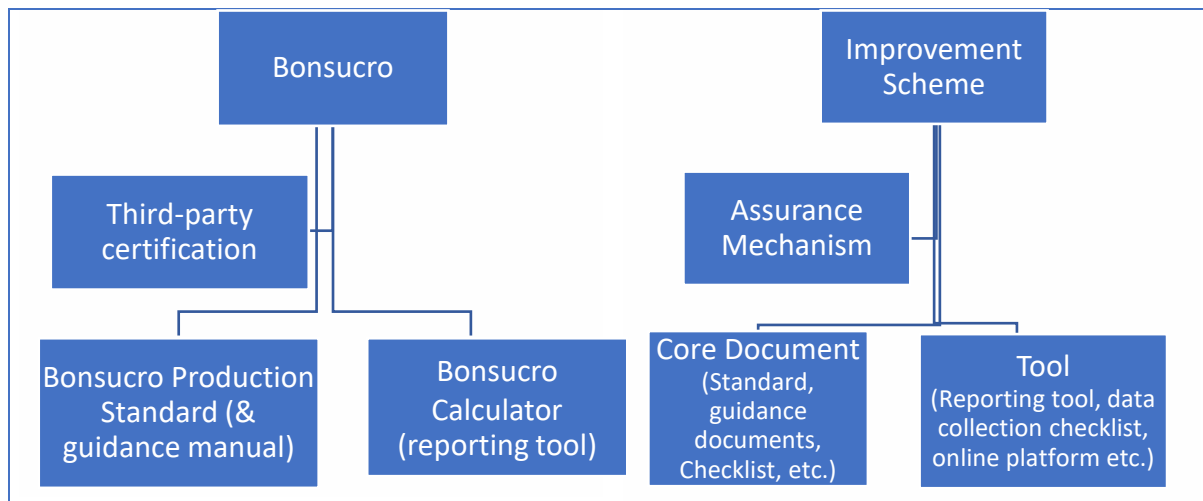 Bonsucro
Third-party
certification
Bonsucro Production
Standard (&
guidance manual)
Bonsucro
Calculator
(reporting tool)
Improvement
Scheme
Assurance
Mechanism
Core Document
(Standard,
guidance
documents,
Checklist, etc.)
Tool
(Reporting tool, data
collection checklist,
online platform etc.)